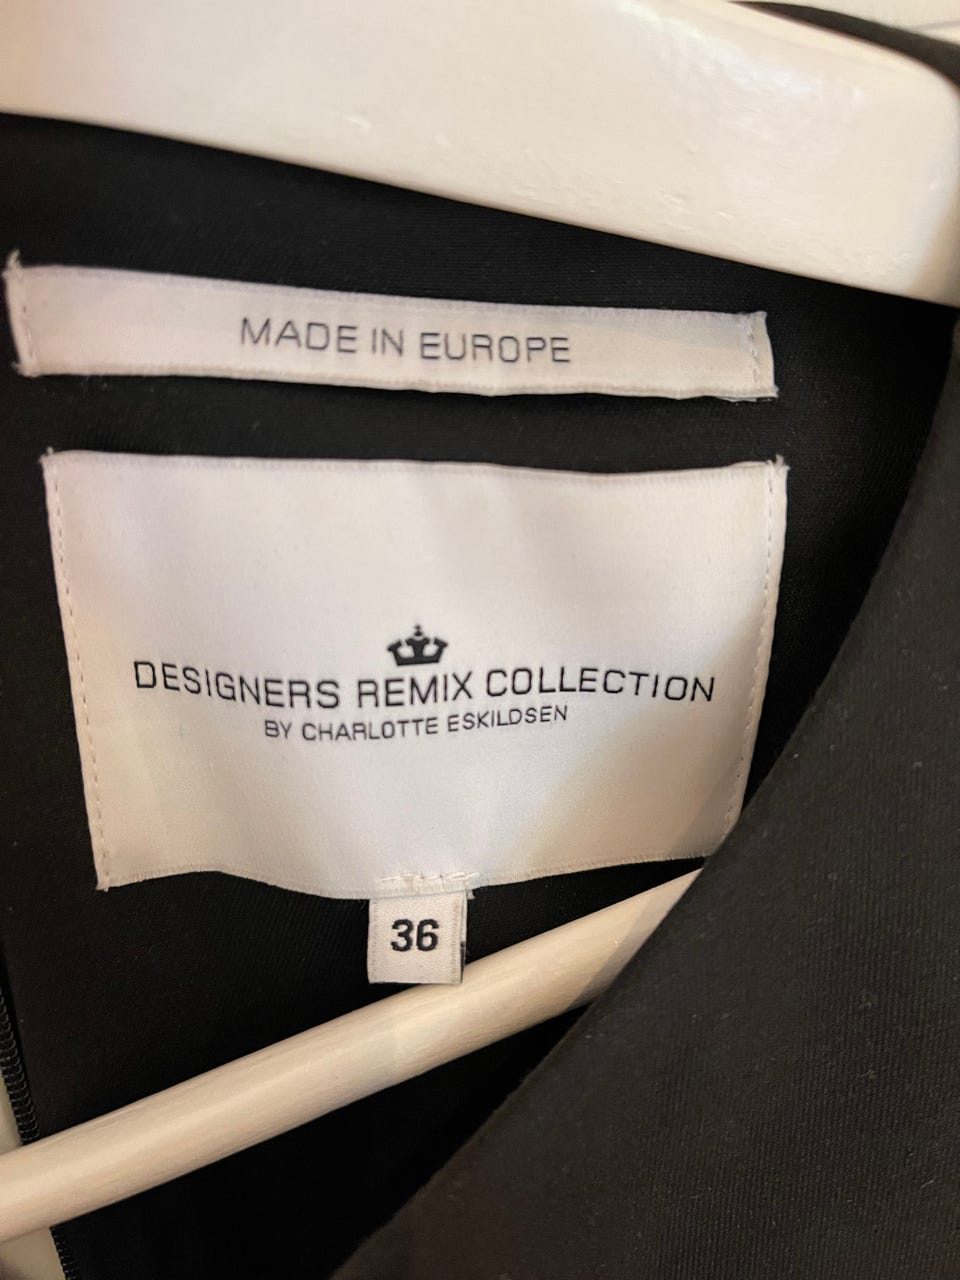 MADE IN EUROPE
DESIGNERS REMIX COLLECTION
BY CHARLOTTE ESKILDSEN
36